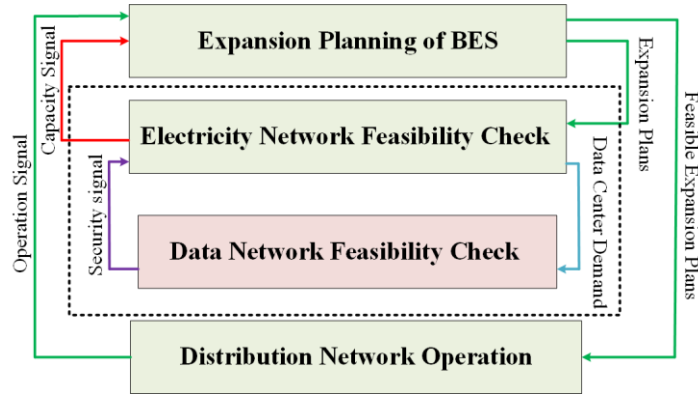 Expansion Planning of BES
Electricity Network Feasibility Check
Data Network Feasibility Check
Distribution Network Operation
Operation Signal
Capacity Signal
Security signal
Data Center Demand
Expansion Plans
Feasible Expansion Plans